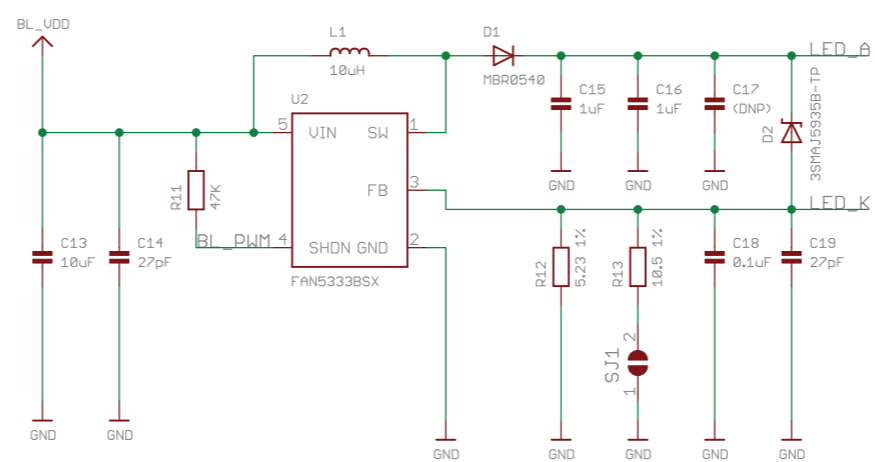 BL_VDD
L1
10uH
D1
MBR0540
LED_A
C15
1uF
C16
1uF
C17
(DNP)
D2
3SMAJ5935B-TP
GND
GND
GND
U2
5
VIN
SW
1
FB
3
4
SHDN
GND
2
FAN5333BSX
R11
47K
BL_PWM
LED_K
C13
10uF
C14
27pF
R12
5.23 1%
R13
10.5 1%
C18
0.1uF
C19
27pF
SJ1
2
1
GND
GND
GND
GND
GND
GND
GND